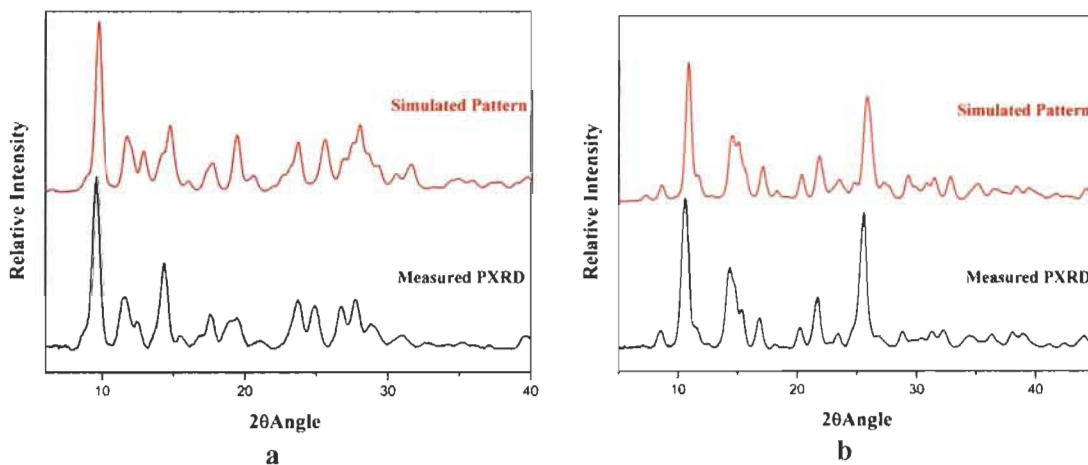 Relative Intensity
Simulated Pattern
Measured PXRD
10 20 30 40
2θAngle
a
Relative Intensity
Simulated Pattern
Measured PXRD
10 20 30 40
2θAngle
b